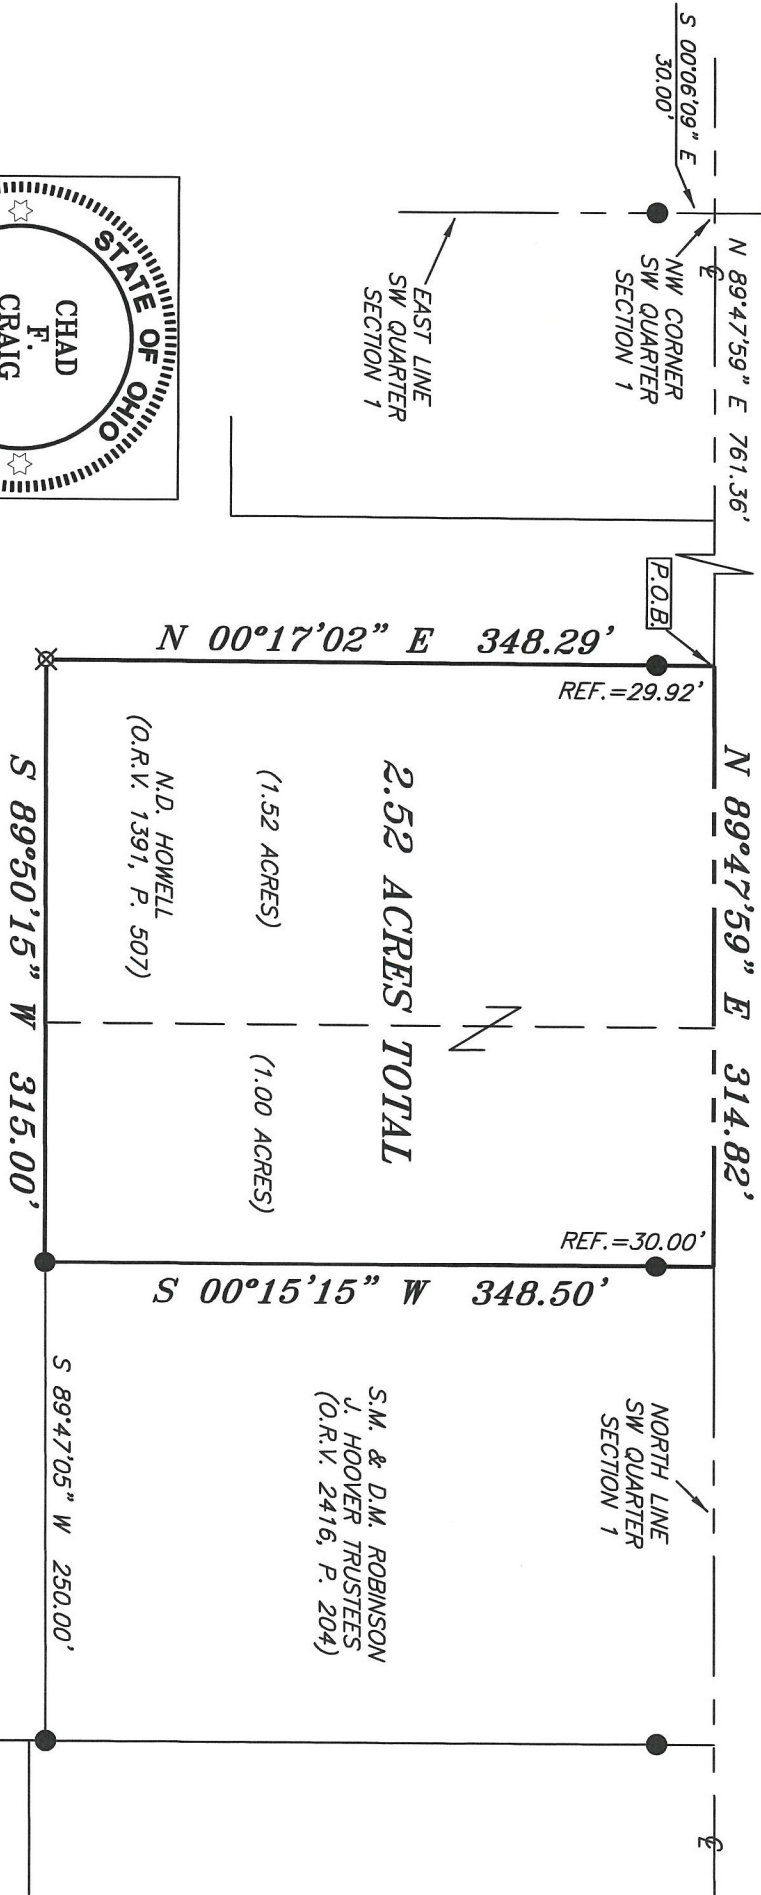 S 00°06'09" E
30.00'
N 89°47'59" E 761.36'
℄
NW CORNER
SW QUARTER
SECTION 1
EAST LINE
SW QUARTER
SECTION 1
STATE OF OHIO
CHAD
F.
CRAIG
P.O.B.
N 89°47'59" E 314.82'
N 00°17'02" E 348.29'
REF.=29.92'
2.52 ACRES TOTAL
(1.52 ACRES)
(1.00 ACRES)
N.D. HOWELL
(O.R.V. 1391, P. 507)
REF.=30.00'
S 00°15'15" W 348.50'
S 89°50'15" W 315.00'
NORTH LINE
SW QUARTER
SECTION 1
S.M. & D.M. ROBINSON
J. HOOVER TRUSTEES
(O.R.V. 2416, P. 204)
S 89°47'05" W 250.00'
℄